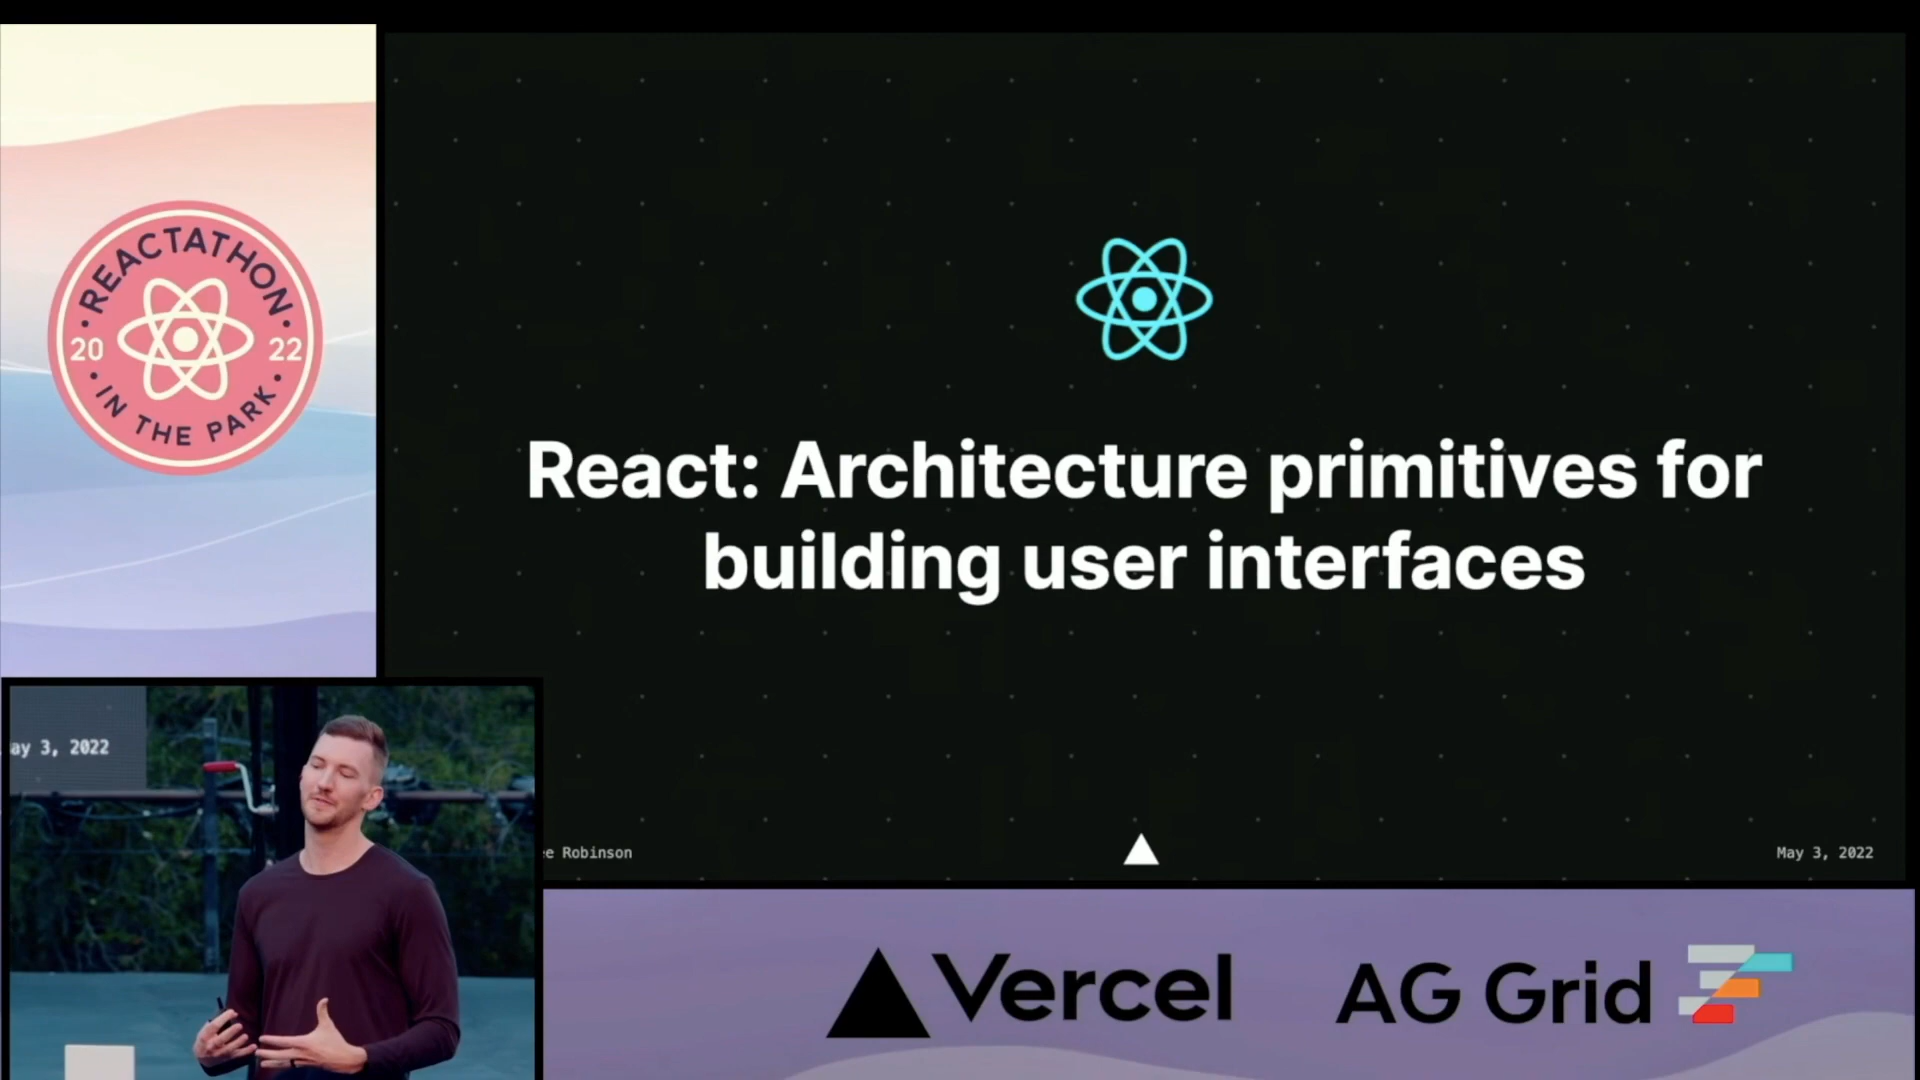 REACTATHON
20 22
IN THE PARK
React: Architecture primitives for
building user interfaces
ay 3, 2022
ee Robinson
May 3, 2022
Vercel
AG Grid